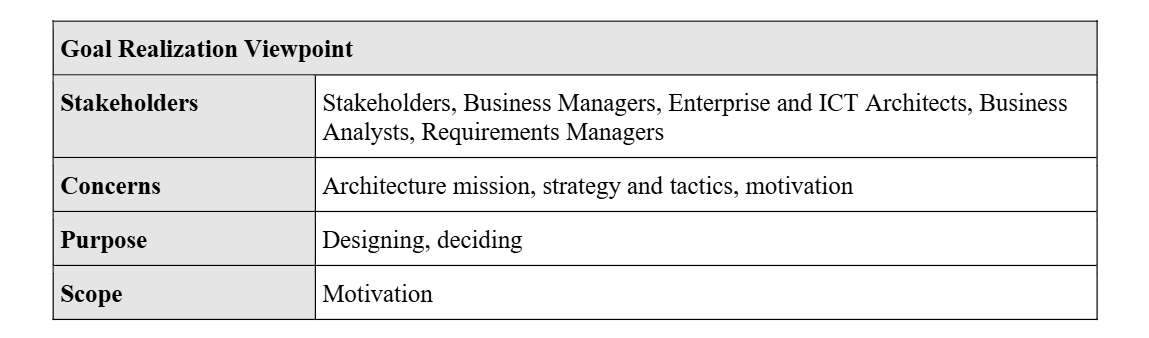 Goal Realization Viewpoint
Stakeholders
Stakeholders, Business Managers, Enterprise and ICT Architects, Business
Analysts, Requirements Managers
Concerns
Architecture mission, strategy and tactics, motivation
Purpose
Designing, deciding
Scope
Motivation